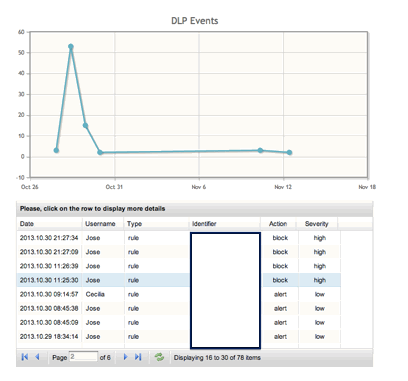 DLP Events
60
50
40
30
20
10
0
-10
Oct 26 Oct 31 Nov 6 Nov 12 Nov 18
Please, click on the row to display more details
Date Username Type Identifier Action Severity
2013.10.30 21:27:34 Jose rule block high
2013.10.30 21:27:09 Jose rule block high
2013.10.30 11:26:39 Jose rule block high
2013.10.30 11:25:30 Jose rule block high
2013.10.30 09:14:57 Cecilia rule alert low
2013.10.30 08:45:38 Jose rule alert low
2013.10.30 08:45:09 Jose rule alert low
2013.10.29 18:34:14 Jose rule alert low
Page 2 of 6 Displaying 16 to 30 of 78 items